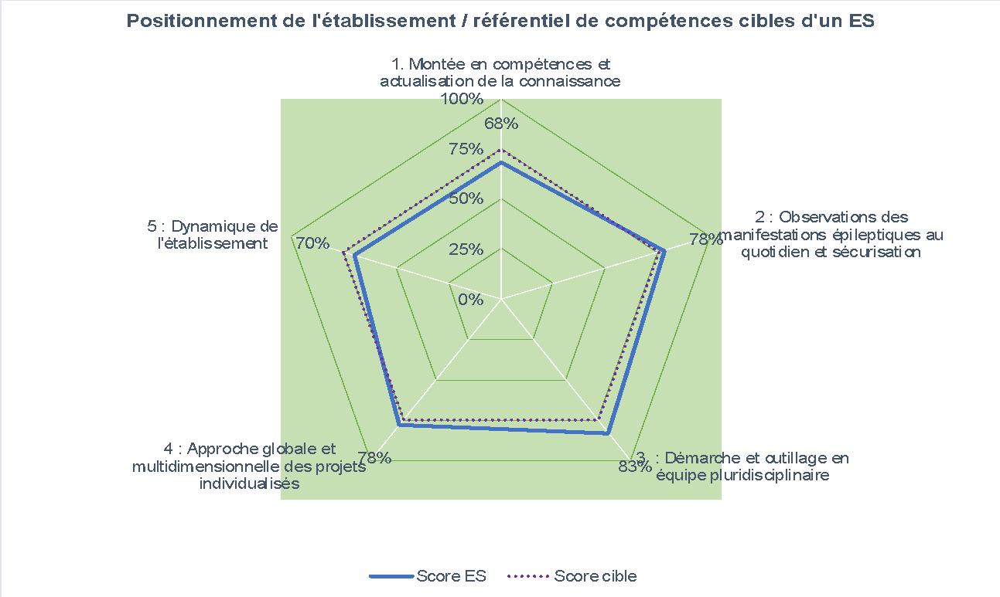 Positionnement de l'établissement / référentiel de compétences cibles d'un ES
1. Montée en compétences et
actualisation de la connaissance
100%
68%
75%
50%
25%
0%
2 : Observations des
manifestations épileptiques au
quotidien et sécurisation
78%
5 : Dynamique de
l'établissement
70%
4 : Approche globale et
multidimensionnelle des projets
individualisés
78%
3. : Démarche et outillage en
équipe pluridisciplinaire
83%
Score ES
Score cible